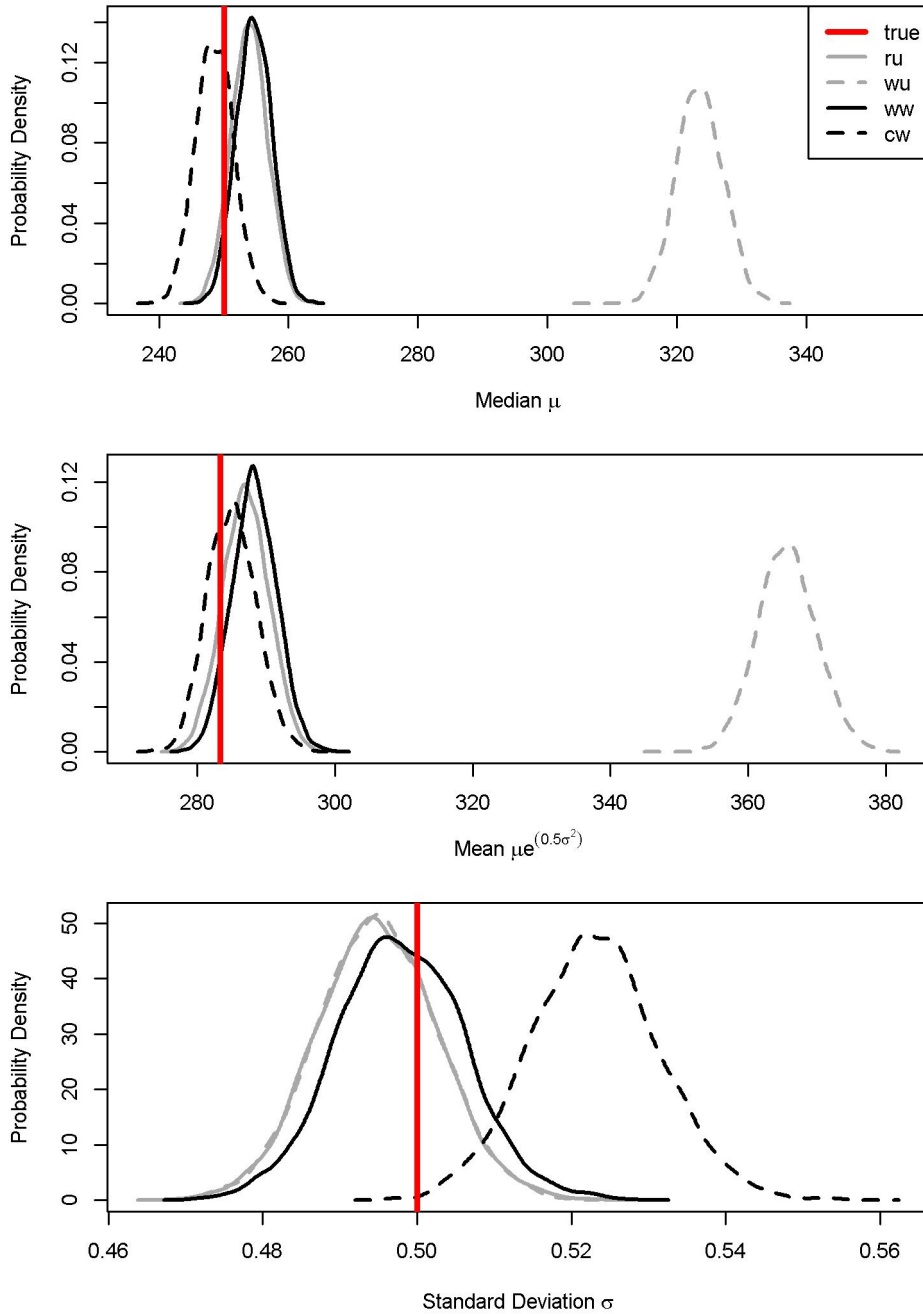 true
ru
wu
ww
cw
Probability Density
0.00 0.04 0.08 0.12
240 260 280 300 320 340
Median μ
Probability Density
0.00 0.04 0.08 0.12
280 300 320 340 360 380
Mean μe^(0.5σ²)
Probability Density
0 10 20 30 40 50
0.46 0.48 0.50 0.52 0.54 0.56
Standard Deviation σ